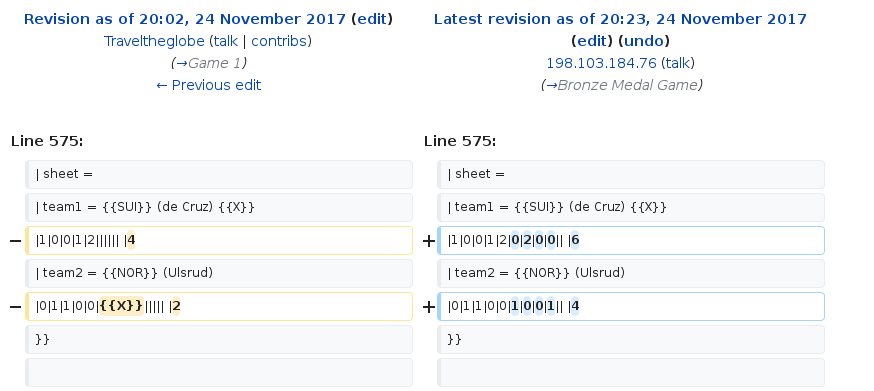 Revision as of 20:02, 24 November 2017 (edit)
Traveltheglobe (talk | contribs)
(→Game 1)
← Previous edit
Latest revision as of 20:23, 24 November 2017
(edit) (undo)
198.103.184.76 (talk)
(→Bronze Medal Game)
Line 575:
Line 575:
| sheet =
| sheet =
| team1 = {{SUI}} (de Cruz) {{X}}
| team1 = {{SUI}} (de Cruz) {{X}}
− |1|0|0|1|2|||||| |4
+ |1|0|0|1|2|0|2|0|0|| |6
| team2 = {{NOR}} (Ulsrud)
| team2 = {{NOR}} (Ulsrud)
− |0|1|1|0|0|{{X}}||||| |2
+ |0|1|1|0|0|1|0|0|1|| |4
}}
}}